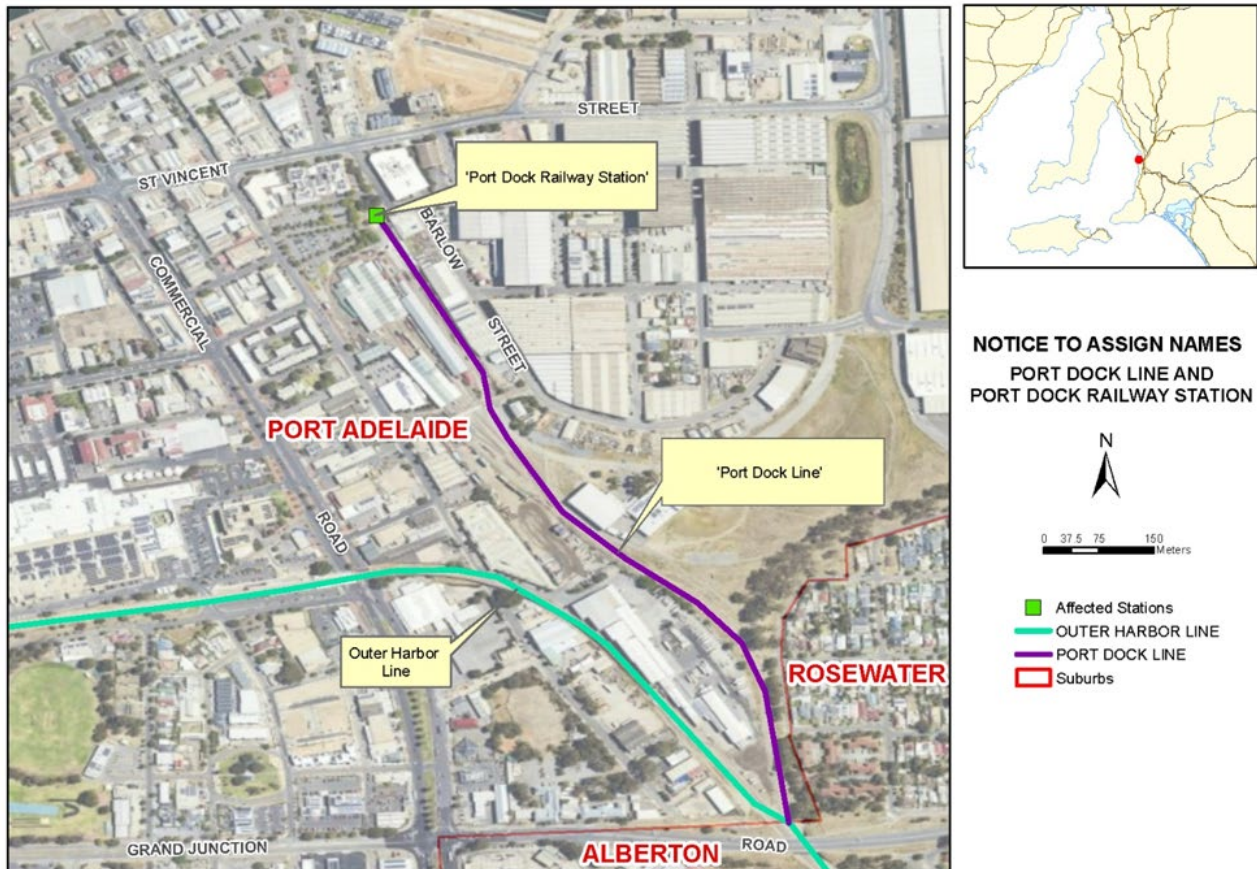 STREET
ST VINCENT
'Port Dock Railway Station'
BARLOW
STREET
COMMERCIAL
ROAD
PORT ADELAIDE
'Port Dock Line'
Outer Harbor
Line
ROSEWATER
GRAND JUNCTION
ROAD
ALBERTON
NOTICE TO ASSIGN NAMES
PORT DOCK LINE AND
PORT DOCK RAILWAY STATION
N
0 37.5 75 150
Meters
Affected Stations
OUTER HARBOR LINE
PORT DOCK LINE
Suburbs